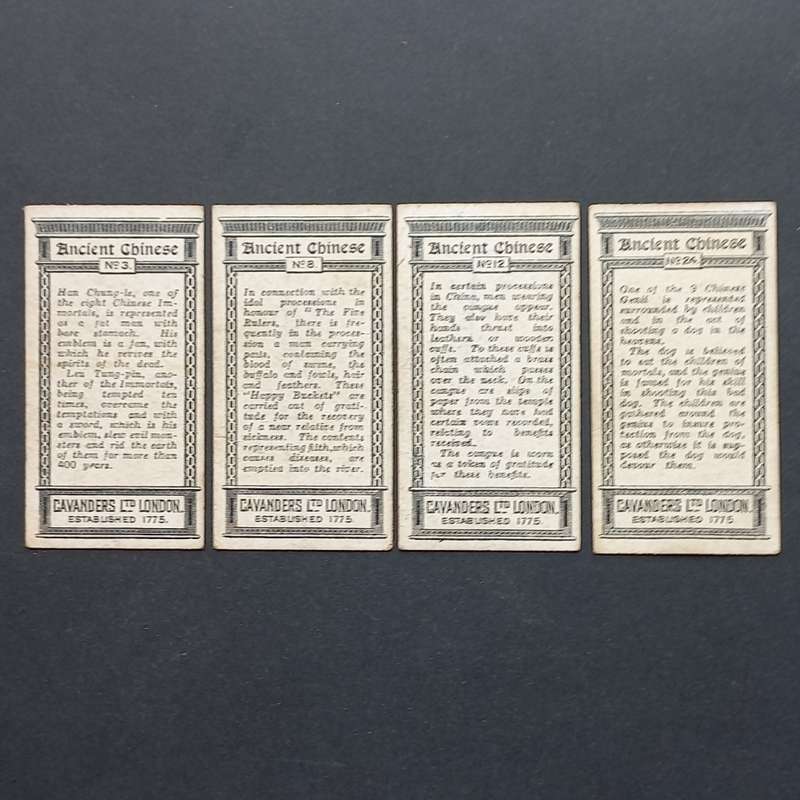 Ancient Chinese
Nº 3.
Han Chung-le, one of
the eight Chinese Im-
mortals, is represented
as a fat man with
bare stomach. His
emblem is a fan, with
which he revives the
spirits of the dead.
Leu Tung-pin, ano-
ther of the Immortals,
being tempted ten
times, overcame the
temptations and with
a sword, which is his
emblem, slew evil mon-
sters and rid the earth
of them for more than
400 years.
CAVANDERS LTD LONDON.
ESTABLISHED 1775.
Ancient Chinese
Nº 8.
In connection with the
idol processions in
honour of "The Five
Rulers, there is fre-
quently in the proces-
sion a man carrying
pails, containing the
blood of swine, the
buffalo and fowls, hair
and feathers. These
"Happy Buckets" are
carried out of grati-
tude for the recovery
of a near relative from
sickness. The contents
representing filth, which
causes diseases, are
emptied into the river.
CAVANDERS LTD LONDON.
ESTABLISHED 1775.
Ancient Chinese
Nº 12.
In certain processions
in China, men wearing
the cangue appear.
They also have their
hands thrust into
leathern or wooden
cuffs. To these cuffs is
often attached a brass
chain which passes
over the neck. On the
cangue are slips of
paper from the temple
where they have had
certain vows recorded,
relating to benefits
received.
The cangue is worn
as a token of gratitude
for these benefits.
CAVANDERS LTD LONDON.
ESTABLISHED 1775.
Ancient Chinese
Nº 24.
One of the 9 Chinese
Genii is represented
surrounded by children
and in the act of
shooting a dog in the
heavens.
The dog is believed
to eat the children of
mortals, and the genius
is famed for his skill
in shooting this bad
dog. The children are
gathered around the
genius to insure pro-
tection from the dog,
as otherwise it is sup-
posed the dog would
devour them.
CAVANDERS LTD LONDON.
ESTABLISHED 1775.